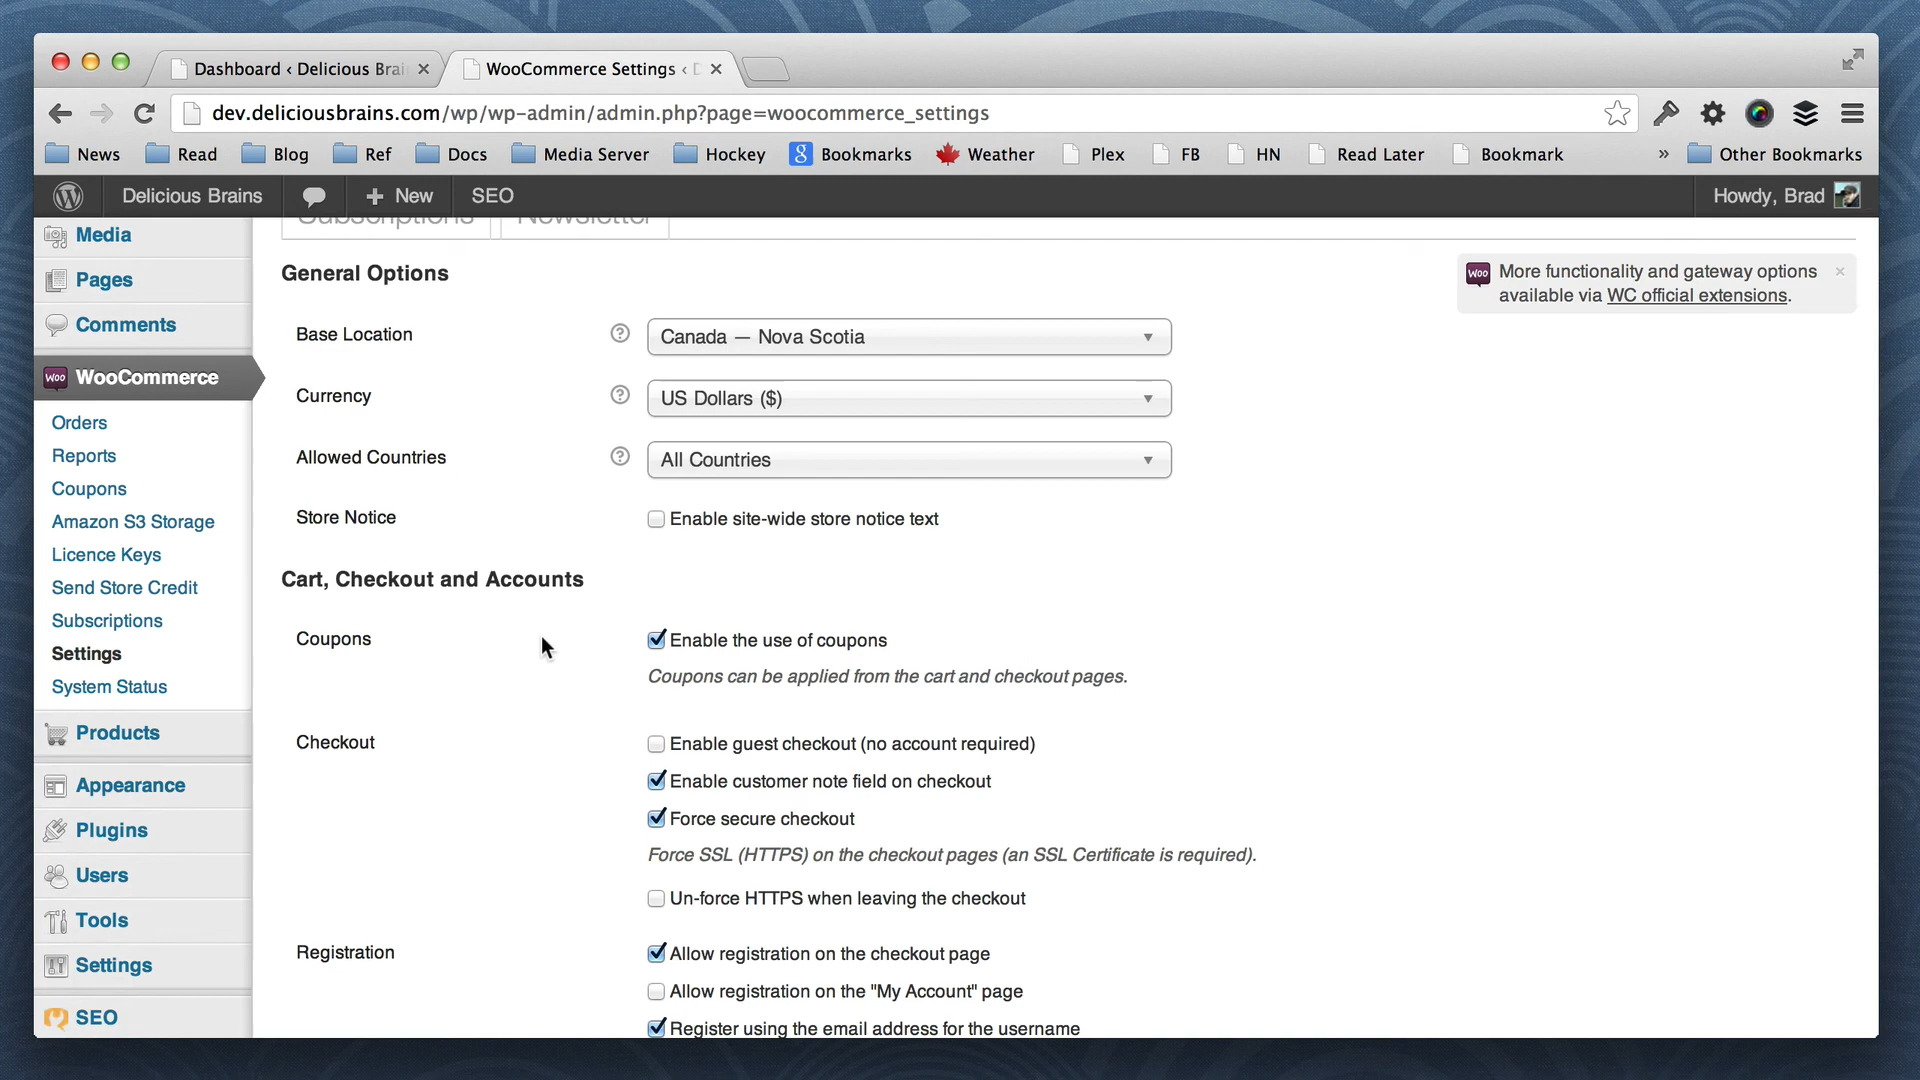 Dashboard ‹ Delicious Brai
WooCommerce Settings ‹ D
dev.deliciousbrains.com/wp/wp-admin/admin.php?page=woocommerce_settings
News Read Blog Ref Docs Media Server Hockey Bookmarks Weather Plex FB HN Read Later Bookmark » Other Bookmarks
Delicious Brains + New SEO Howdy, Brad
Subscriptions Newsletter
Media
Pages
Comments
WooCommerce
Orders
Reports
Coupons
Amazon S3 Storage
Licence Keys
Send Store Credit
Subscriptions
Settings
System Status
Products
Appearance
Plugins
Users
Tools
Settings
SEO
General Options
Woo More functionality and gateway options
available via WC official extensions.
Base Location ? Canada — Nova Scotia
Currency ? US Dollars ($)
Allowed Countries ? All Countries
Store Notice Enable site-wide store notice text
Cart, Checkout and Accounts
Coupons Enable the use of coupons
Coupons can be applied from the cart and checkout pages.
Checkout Enable guest checkout (no account required)
Enable customer note field on checkout
Force secure checkout
Force SSL (HTTPS) on the checkout pages (an SSL Certificate is required).
Un-force HTTPS when leaving the checkout
Registration Allow registration on the checkout page
Allow registration on the "My Account" page
Register using the email address for the username